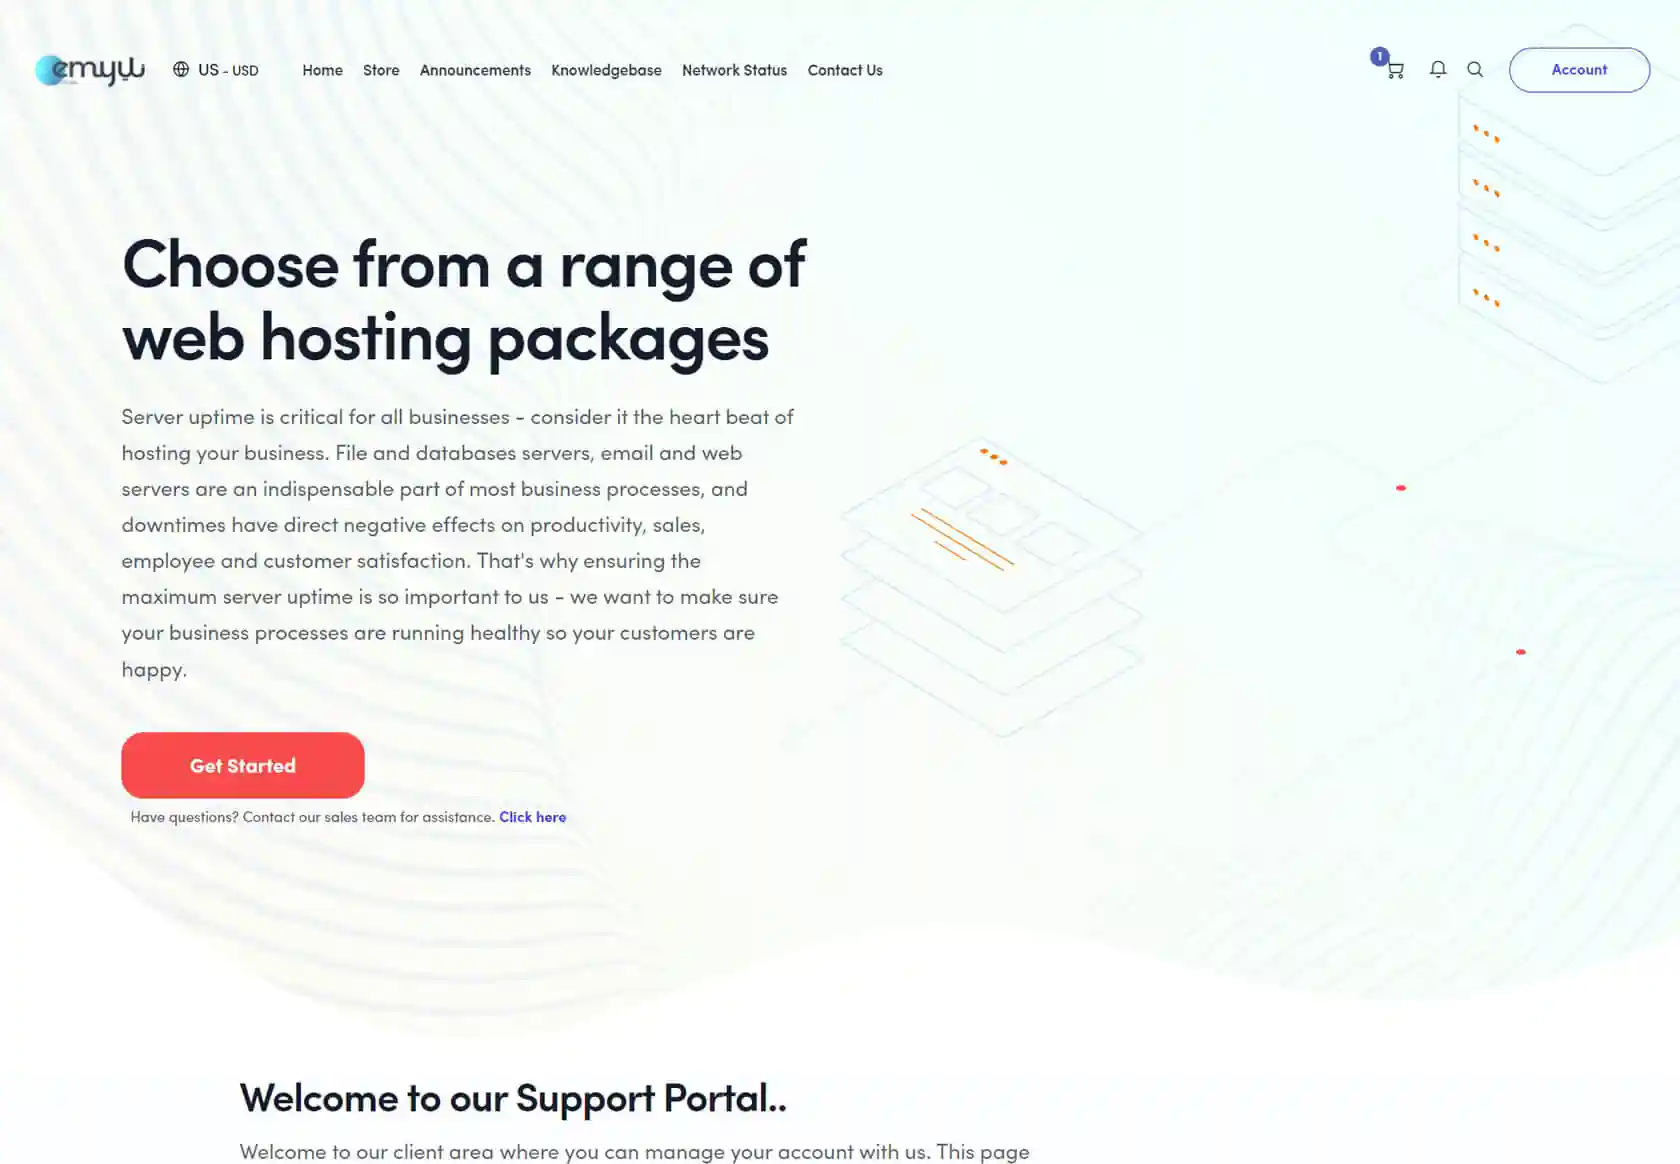 emyu
US - USD
Home
Store
Announcements
Knowledgebase
Network Status
Contact Us
1
Account
Choose from a range of
web hosting packages
Server uptime is critical for all businesses - consider it the heart beat of
hosting your business. File and databases servers, email and web
servers are an indispensable part of most business processes, and
downtimes have direct negative effects on productivity, sales,
employee and customer satisfaction. That's why ensuring the
maximum server uptime is so important to us - we want to make sure
your business processes are running healthy so your customers are
happy.
Get Started
Have questions? Contact our sales team for assistance. Click here
Welcome to our Support Portal..
Welcome to our client area where you can manage your account with us. This page